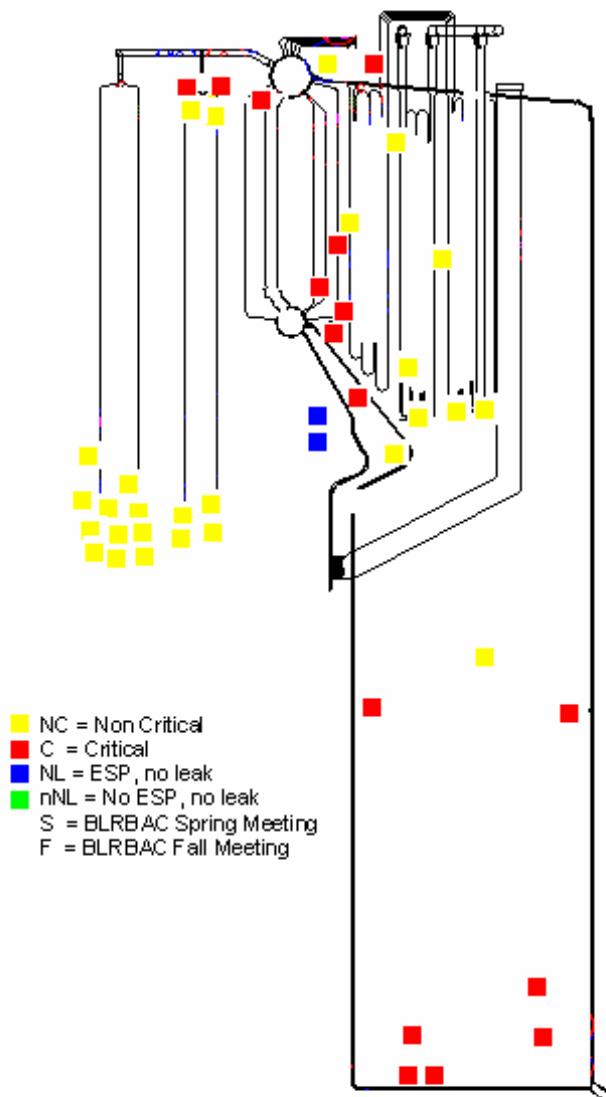 NC = Non Critical
C = Critical
NL = ESP, no leak
nNL = No ESP, no leak
S = BLRBAC Spring Meeting
F = BLRBAC Fall Meeting